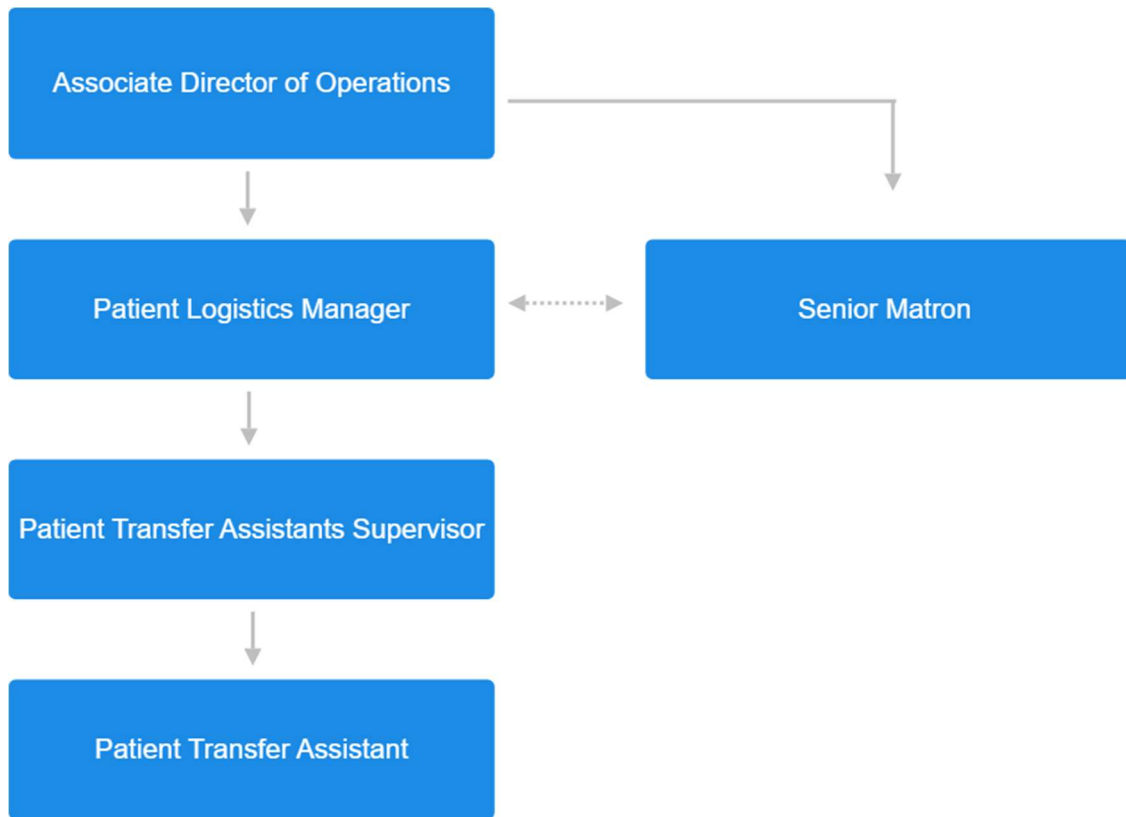 Associate Director of Operations
Patient Logistics Manager
Senior Matron
Patient Transfer Assistants Supervisor
Patient Transfer Assistant